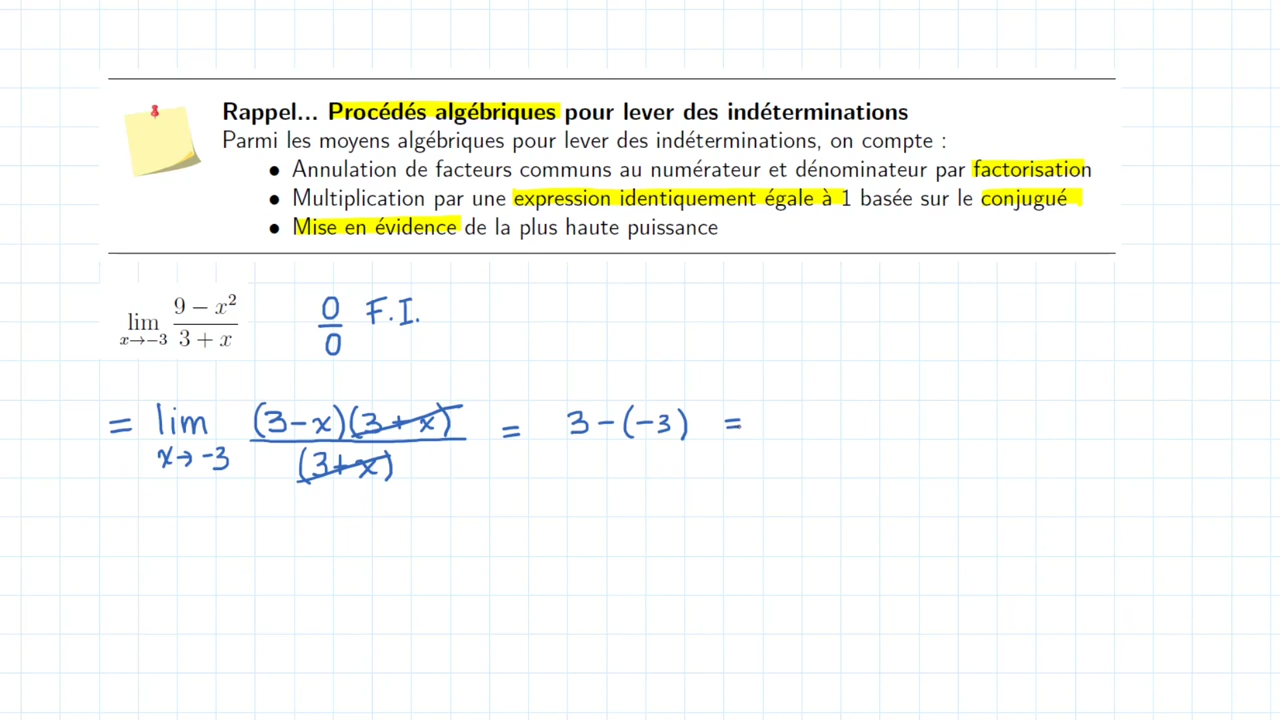 Rappel... Procédés algébriques pour lever des indéterminations
Parmi les moyens algébriques pour lever des indéterminations, on compte :
• Annulation de facteurs communs au numérateur et dénominateur par factorisation
• Multiplication par une expression identiquement égale à 1 basée sur le conjugué
• Mise en évidence de la plus haute puissance
lim x→−3 (9 − x²)/(3 + x) 0/0 F.I.
= lim x→-3 (3-x)(3+x)/(3+x) = 3-(-3) =